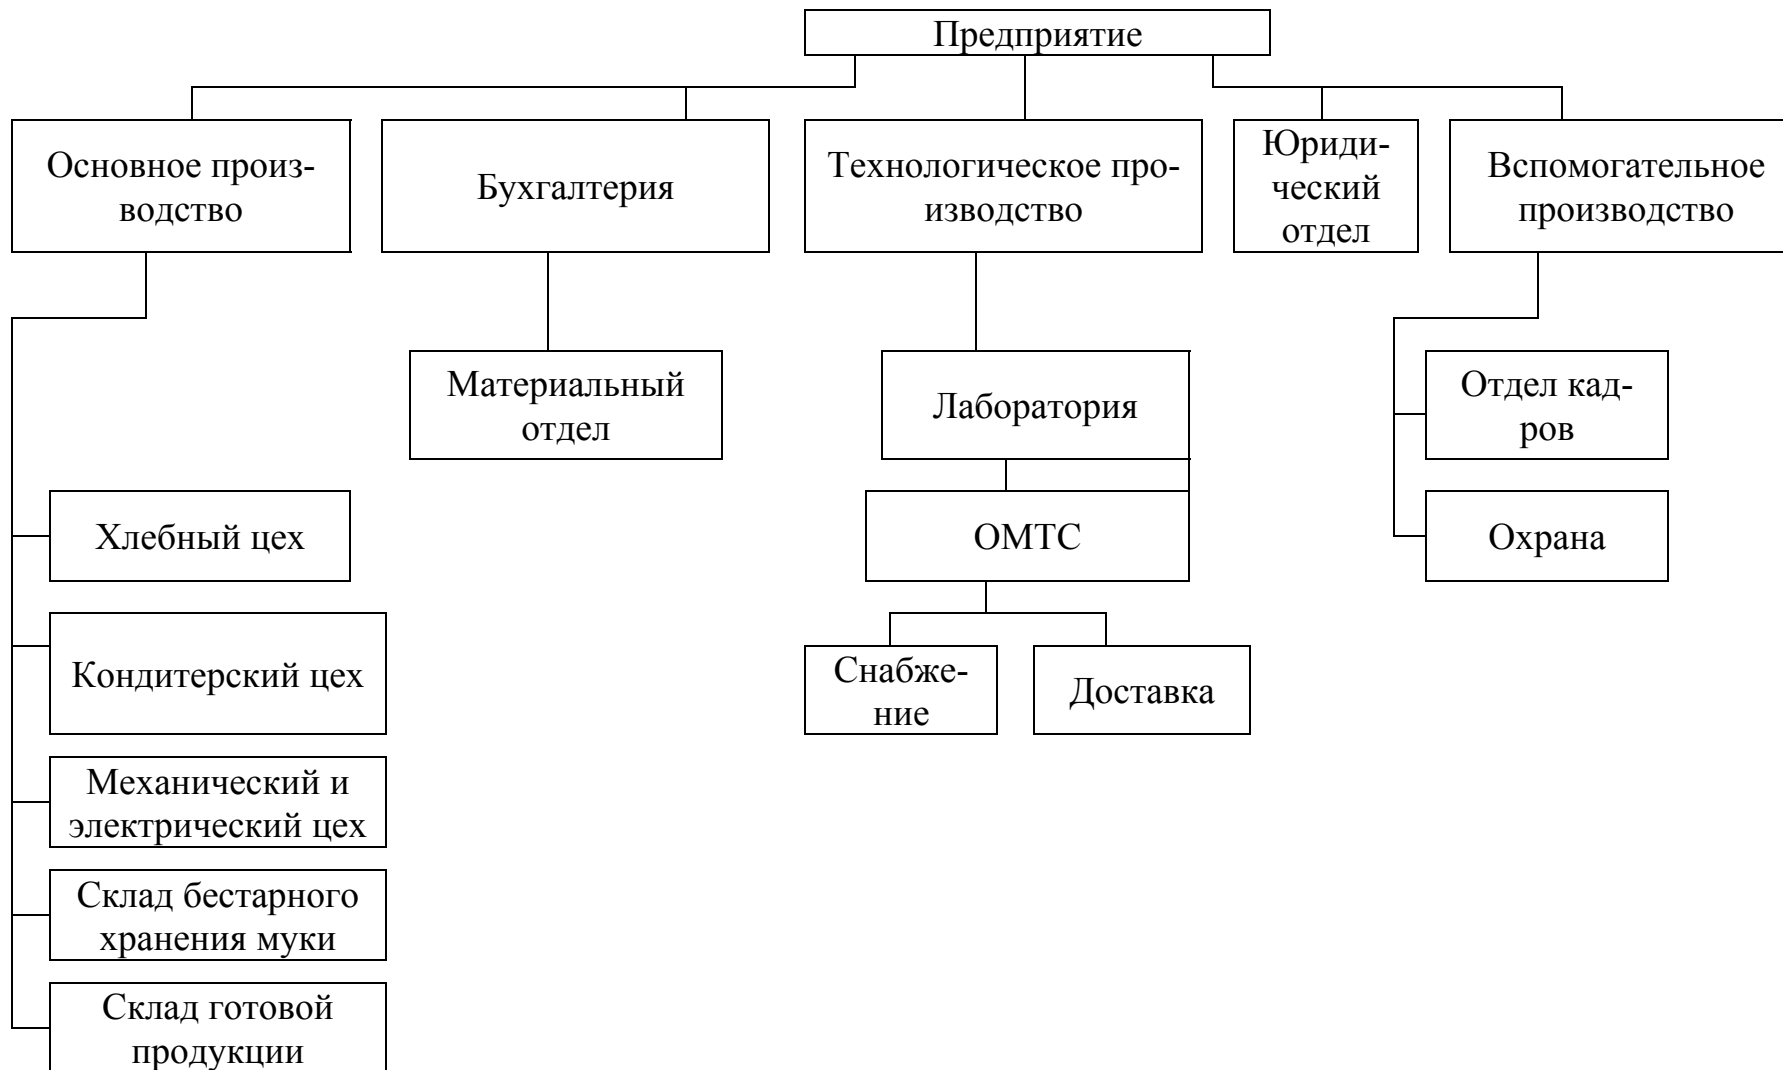 Предприятие
Основное произ-
водство
Бухгалтерия
Технологическое про-
изводство
Юриди-
ческий
отдел
Вспомогательное
производство
Материальный
отдел
Лаборатория
Отдел кад-
ров
Хлебный цех
ОМТС
Охрана
Кондитерский цех
Снабже-
ние
Доставка
Механический и
электрический цех
Склад бестарного
хранения муки
Склад готовой
продукции